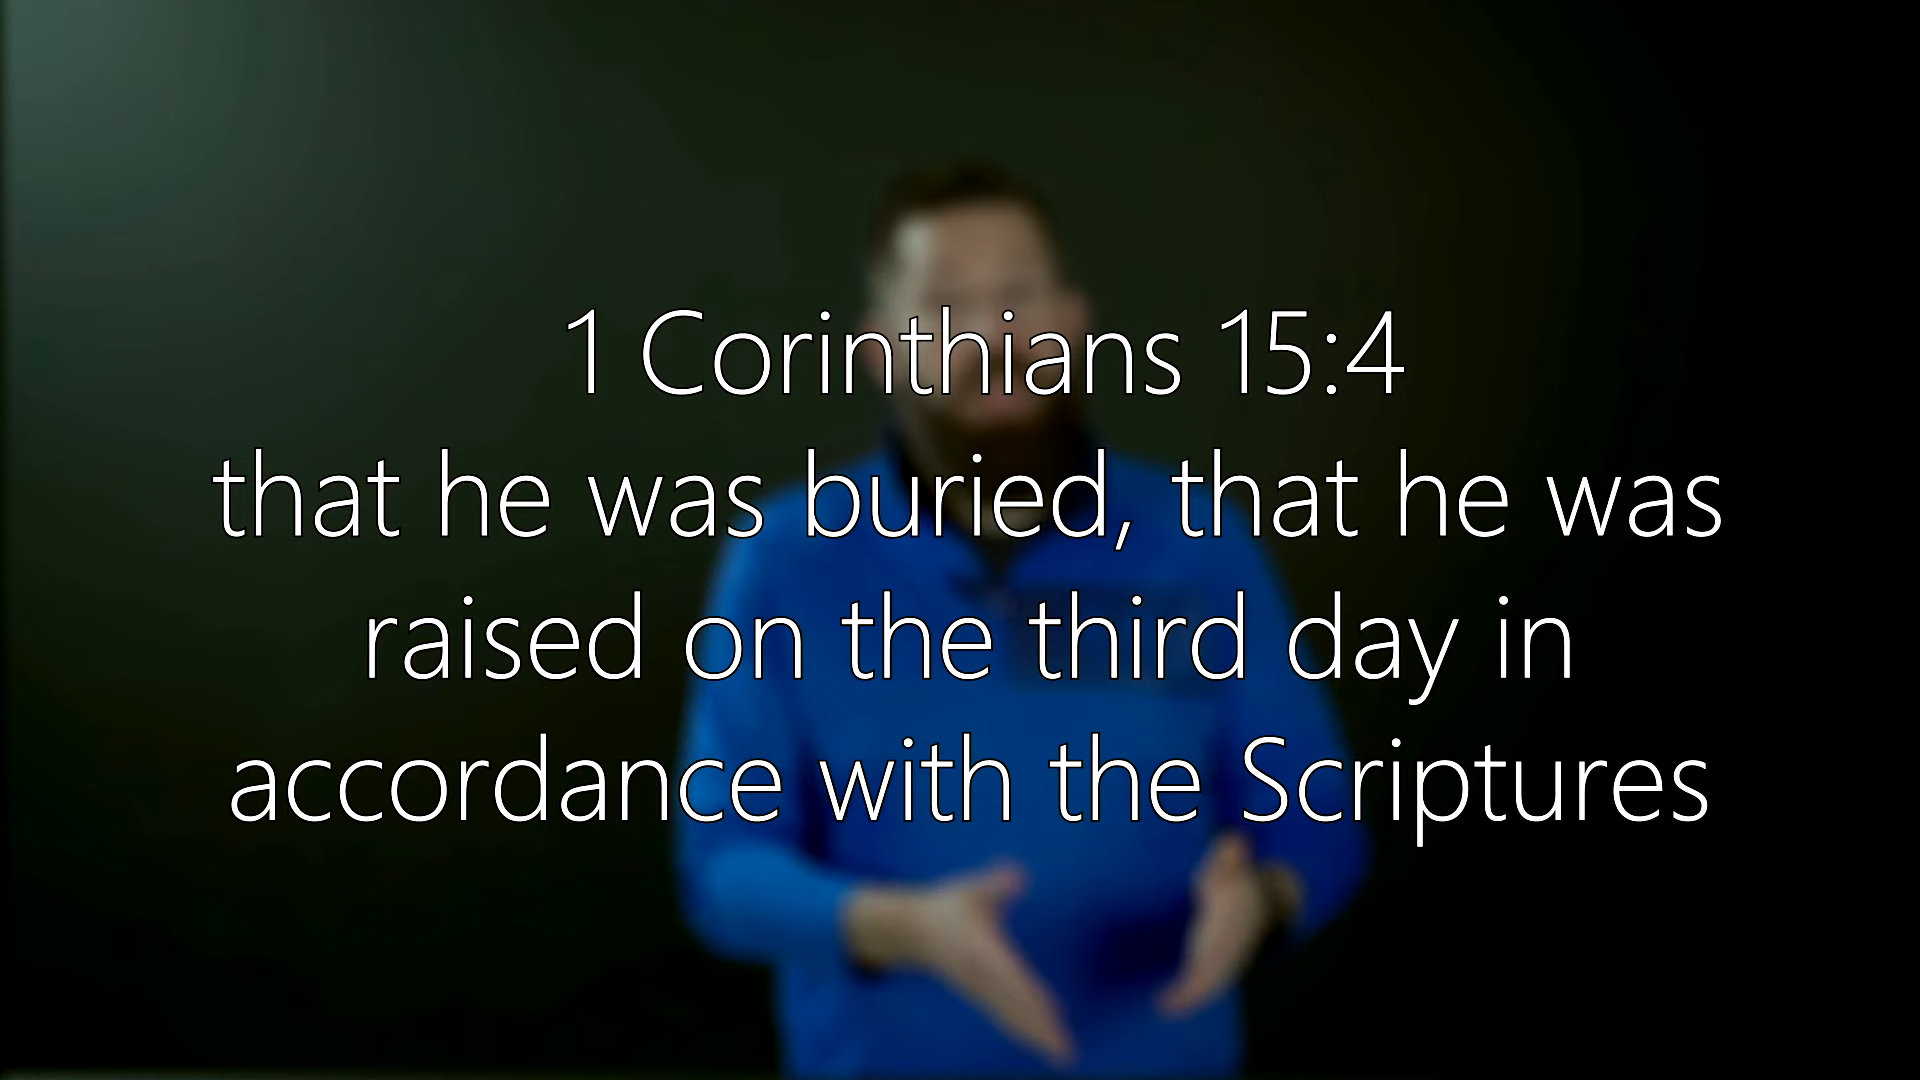 1 Corinthians 15:4
that he was buried, that he was
raised on the third day in
accordance with the Scriptures